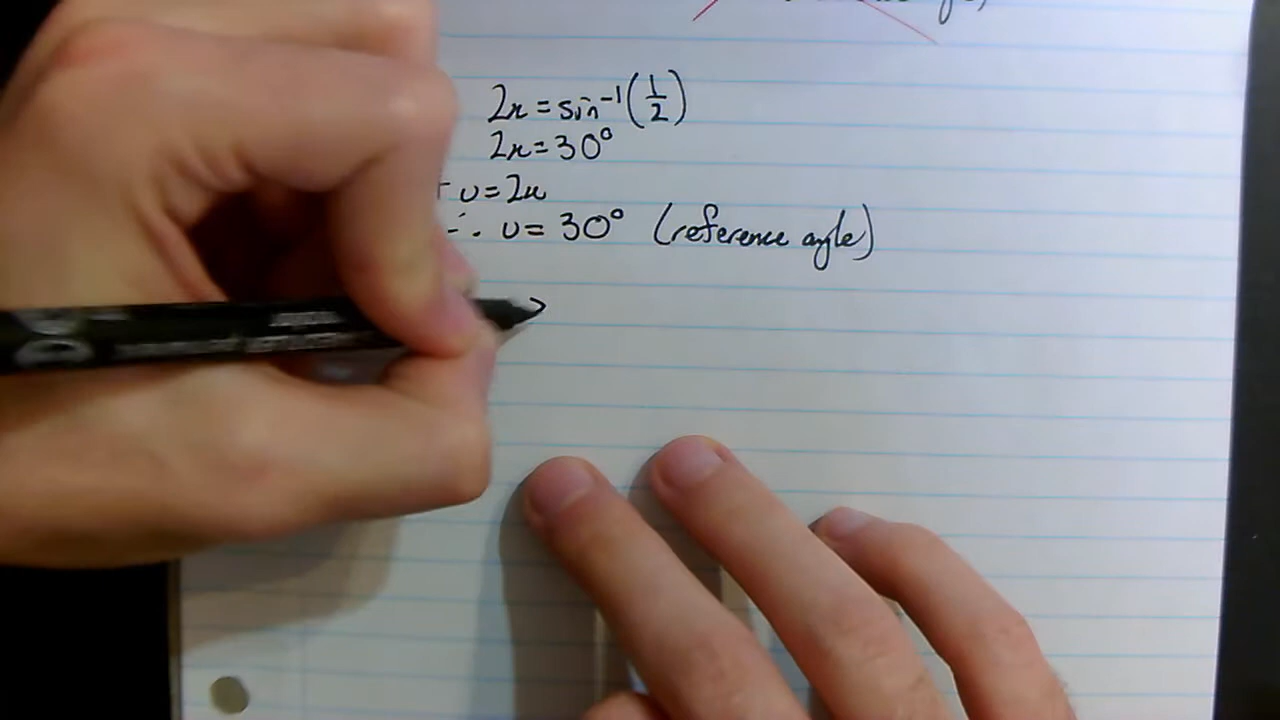 2x = sin⁻¹(1/2)
2x = 30°
u = 2x
∴ u = 30° (reference angle)